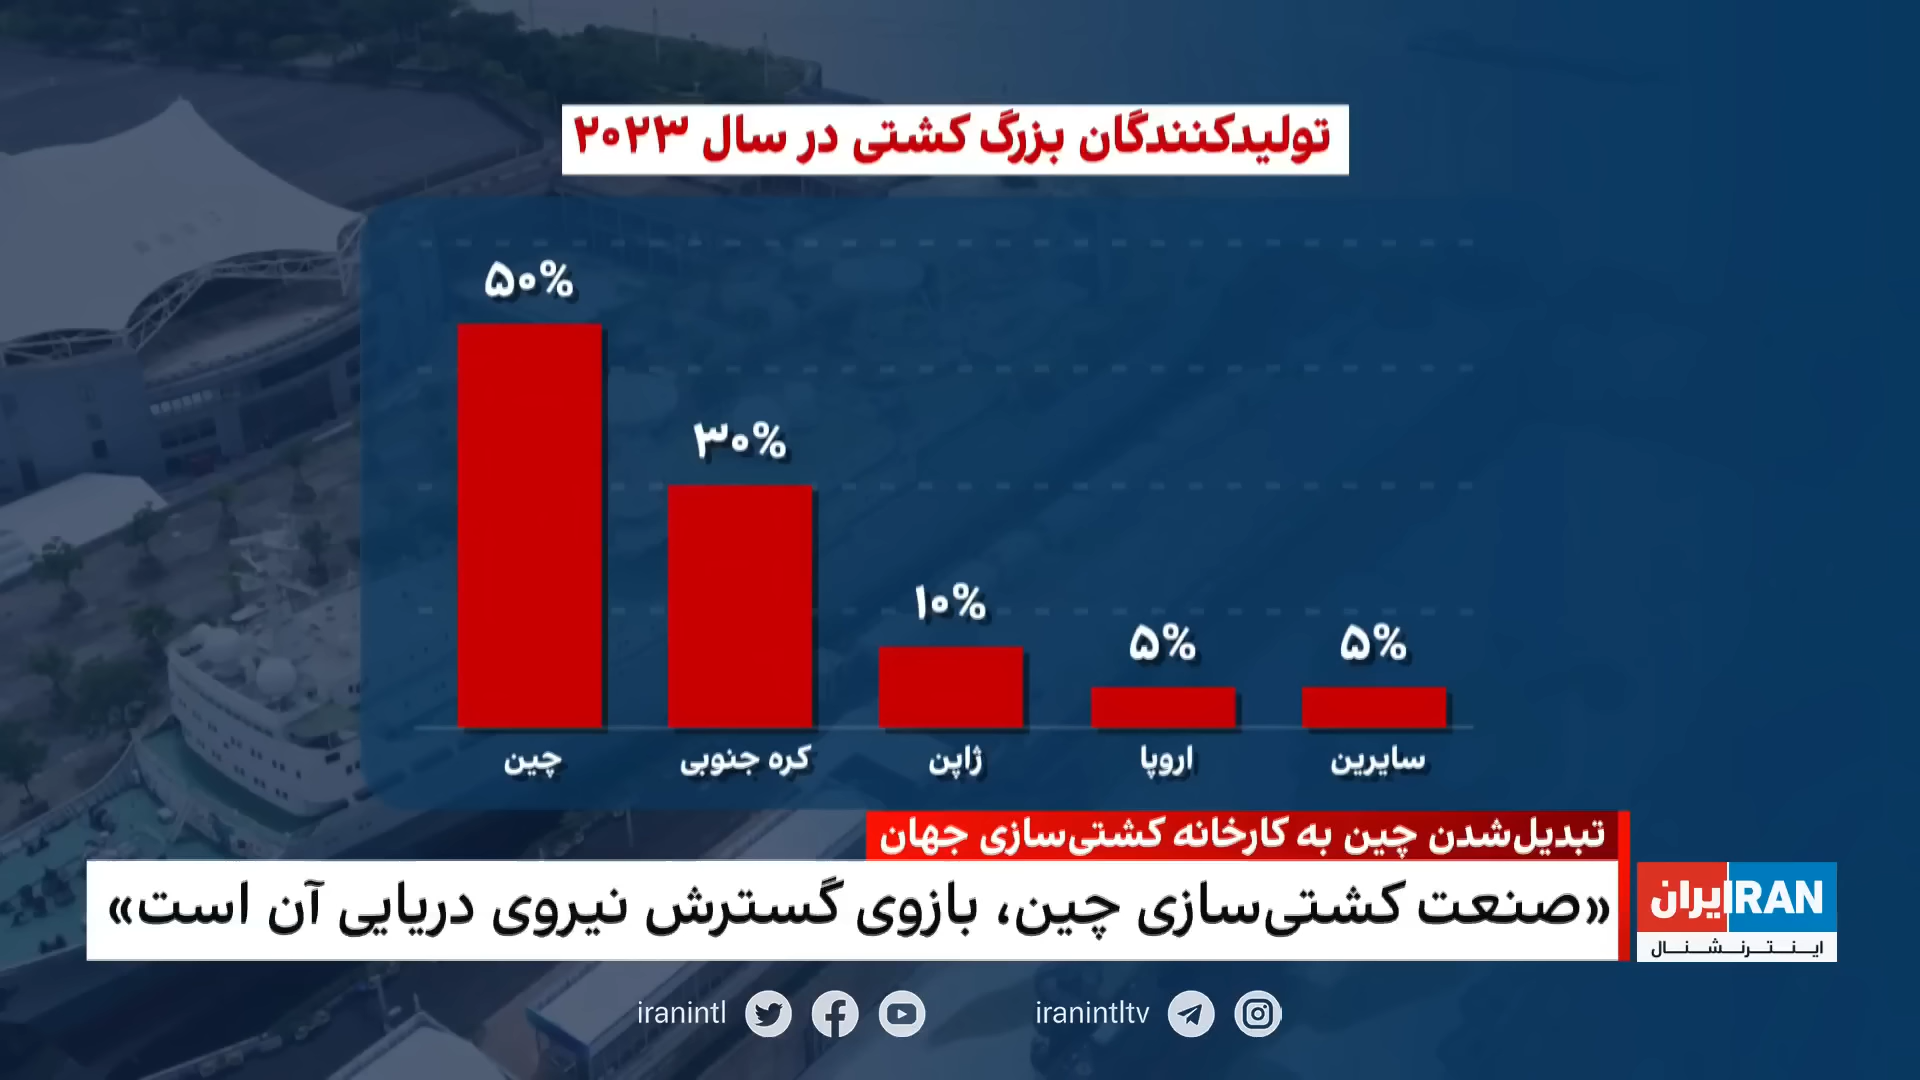 تولیدکنندگان بزرگ کشتی در سال ۲۰۲۳
۵۰%
۳۰%
۱۰%
۵%
۵%
چین
کره جنوبی
ژاپن
اروپا
سایرین
تبدیل‌شدن چین به کارخانه کشتی‌سازی جهان
«صنعت کشتی‌سازی چین، بازوی گسترش نیروی دریایی آن است»
ایران IRAN
اینترنشنال
iranintl
iranintltv